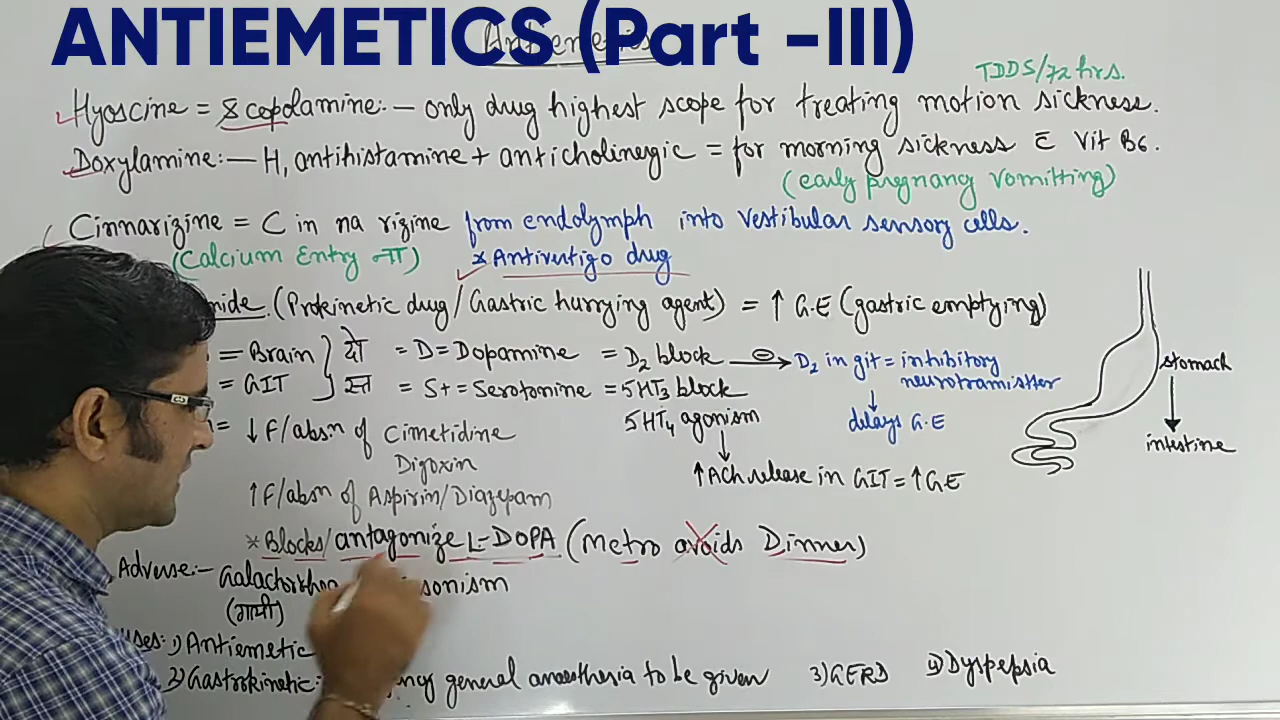 ANTIEMETICS (Part -III)
TDDS/72 hrs.
Hyoscine = Scopolamine:- only drug highest scope for treating motion sickness.
Doxylamine:- H, antihistamine + anticholinergic = for morning sickness c̄ Vit B6.
(early pregnancy vomitting)
Cinnarizine = C in na rizine from endolymph into vestibular sensory cells.
(Calcium Entry ना) * Antivertigo drug
mide. (Prokinetic drug/Gastric hurrying agent) = ↑ G.E (gastric emptying)
= Brain } दो = D = Dopamine = D2 block ⊖→ D2 in git = inhibitory
= GIT } स्त = S+ = Serotonine = 5HT3 block neurotramistter
↓ F/absn of Cimetidine 5HT4 agonism ↓ delays G.E
Digoxin ↓
↑ Ach release in GIT = ↑ GE
↑ F/absn of Aspirin/Diazepam
stomach
↓
intestine
* Blocks/antagonize L-DOPA (Metro avoids Dinner)
Adverse:- Galactorrhoe sonism
uses: 1) Antiemetic
2) Gastrokinetic: ency general anaesthesia to be given 3) GERD 4) Dyspepsia